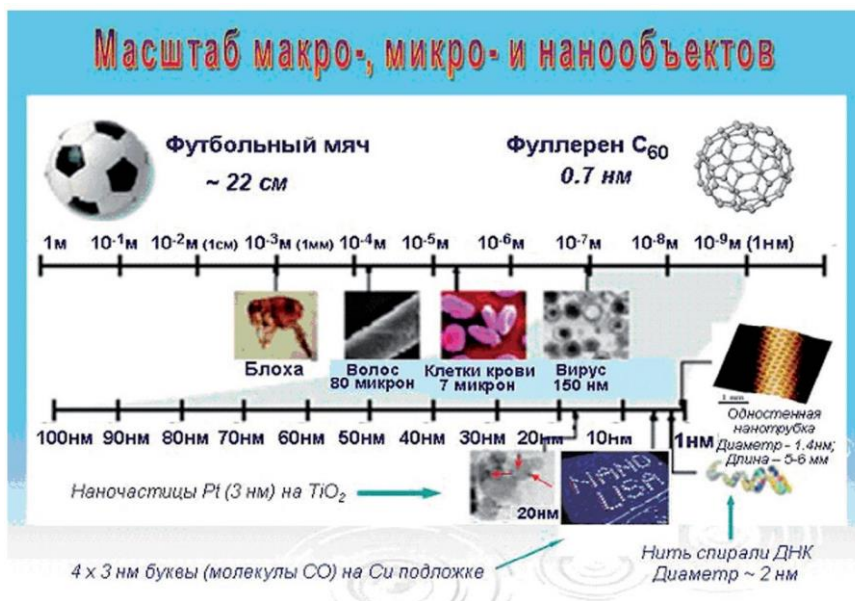 Масштаб макро-, микро- и нанообъектов
Футбольный мяч
~ 22 см
Фуллерен C₆₀
0.7 нм
1м 10⁻¹м 10⁻²м (1см) 10⁻³м (1мм) 10⁻⁴м 10⁻⁵м 10⁻⁶м 10⁻⁷м 10⁻⁸м 10⁻⁹м (1нм)
Блоха
Волос
80 микрон
Клетки крови
7 микрон
Вирус
150 нм
100нм 90нм 80нм 70нм 60нм 50нм 40нм 30нм 20нм 10нм 1нм
Одностенная
нанотрубка
Диаметр - 1.4нм;
Длина – 5-6 мм
Наночастицы Pt (3 нм) на TiO₂
20нм
NANO
USA
4 x 3 нм буквы (молекулы CO) на Cu подложке
Нить спирали ДНК
Диаметр ~ 2 нм